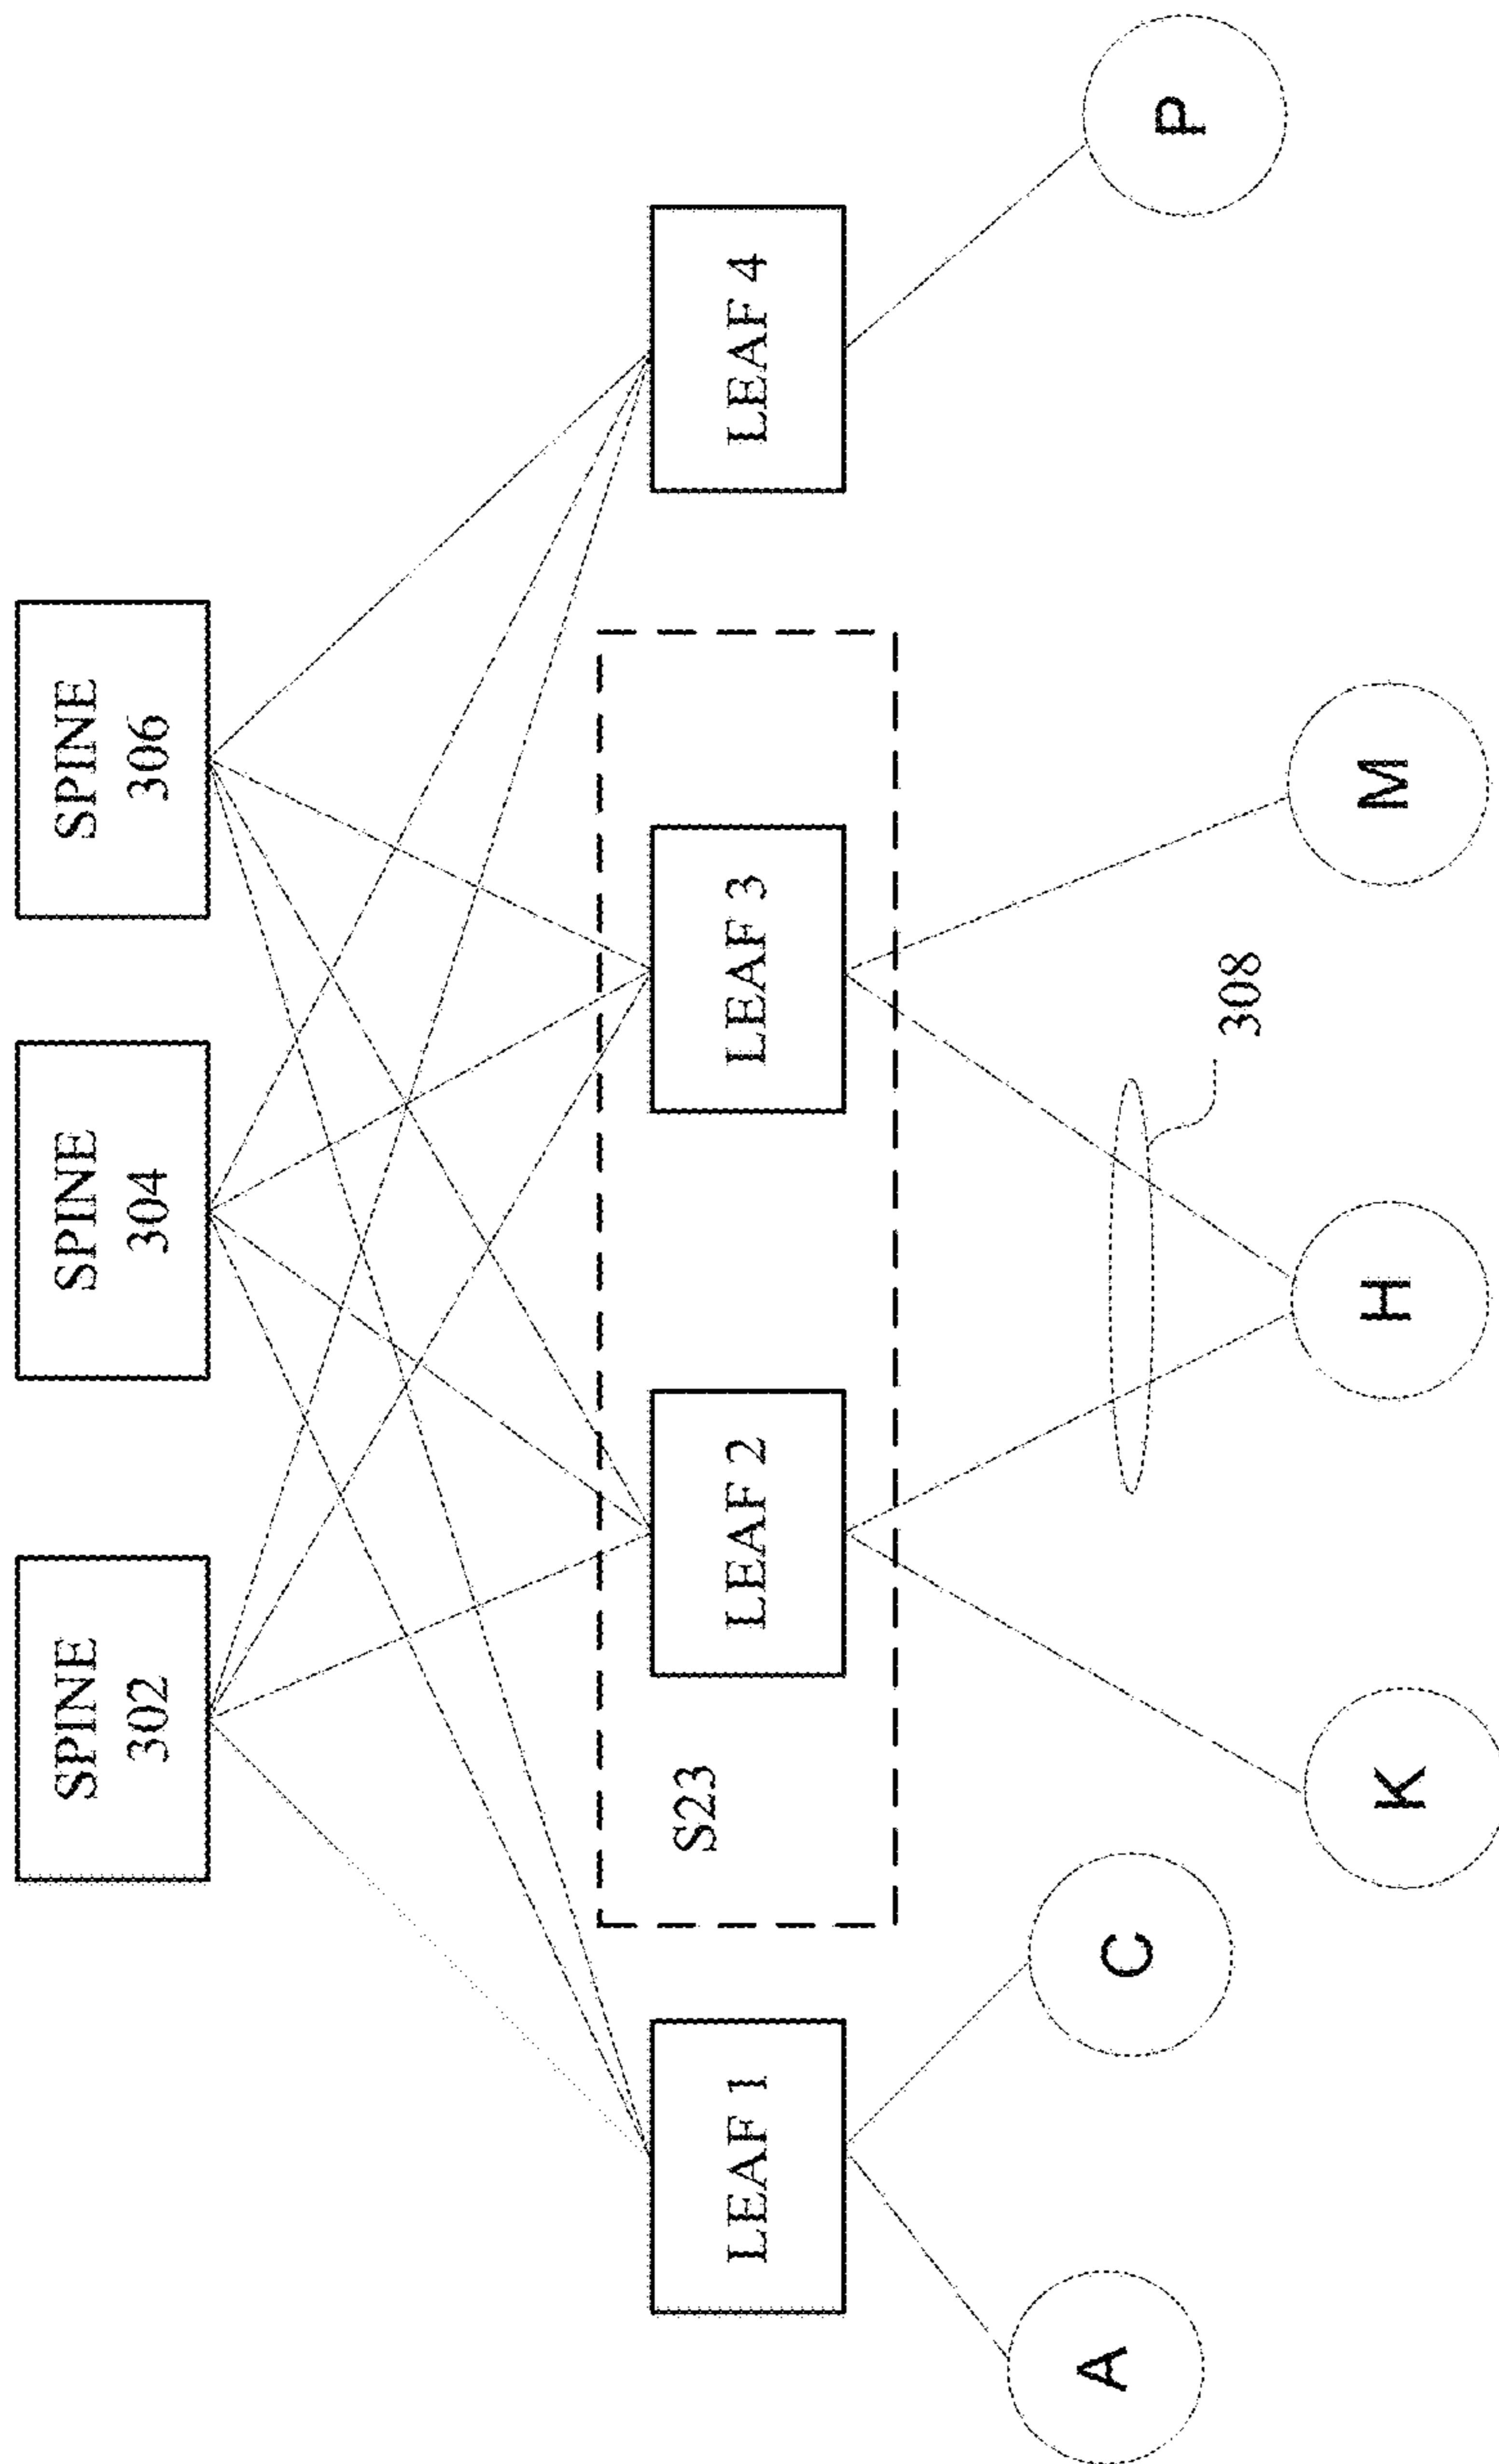 SPINE
302
SPINE
304
SPINE
306
S23
LEAF 1
LEAF 2
LEAF 3
LEAF 4
308
A
C
K
H
M
P